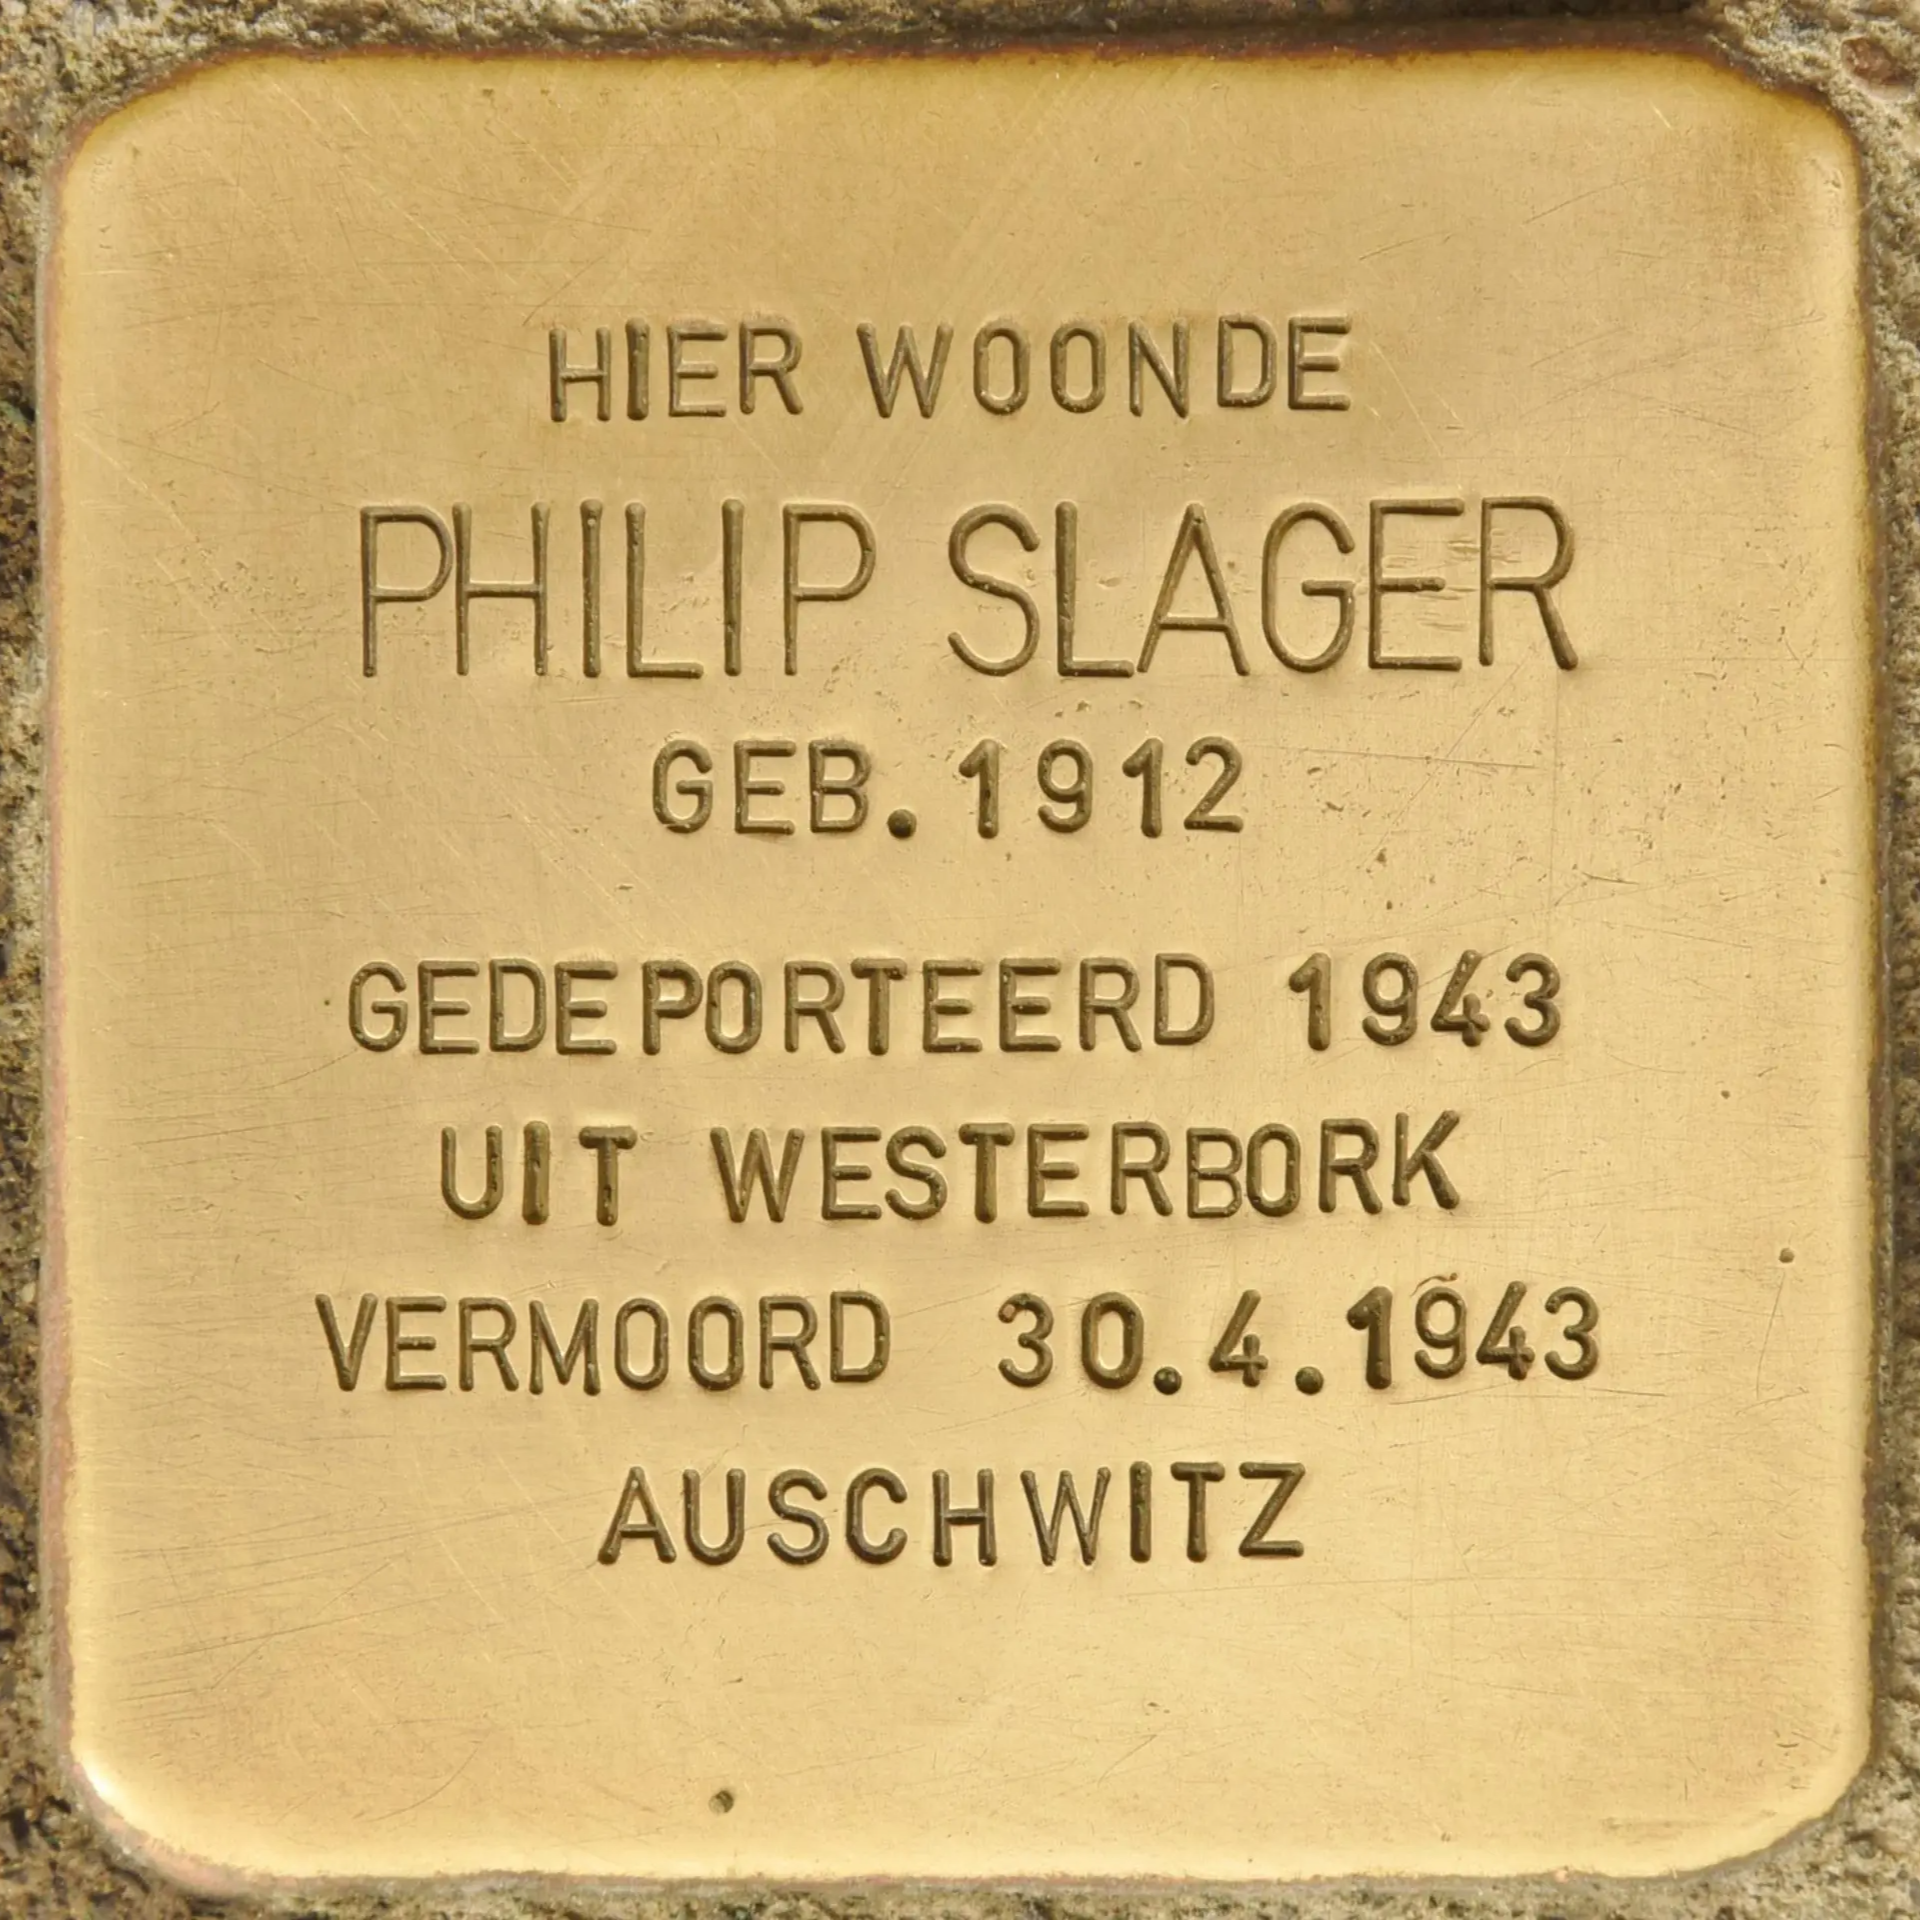 HIER WOONDE
PHILIP SLAGER
GEB. 1912
GEDEPORTEERD 1943
UIT WESTERBORK
VERMOORD 30.4.1943
AUSCHWITZ